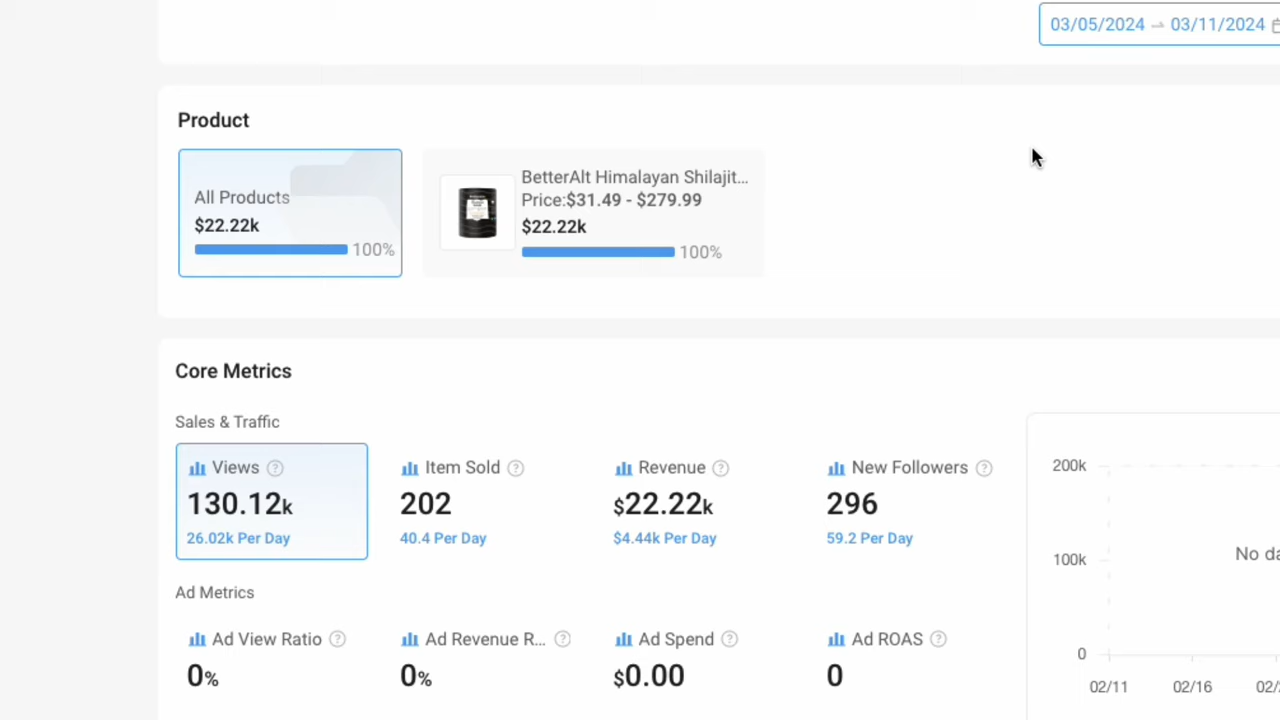 03/05/2024 → 03/11/2024
Product
All Products
$22.22k
100%
BetterAlt Himalayan Shilajit...
Price:$31.49 - $279.99
$22.22k
100%
Core Metrics
Sales & Traffic
Views ?
130.12k
26.02k Per Day
Item Sold ?
202
40.4 Per Day
Revenue ?
$22.22k
$4.44k Per Day
New Followers ?
296
59.2 Per Day
Ad Metrics
Ad View Ratio ?
0%
Ad Revenue R... ?
0%
Ad Spend ?
$0.00
Ad ROAS ?
0
200k
100k
0
No da
02/11
02/16
02/2